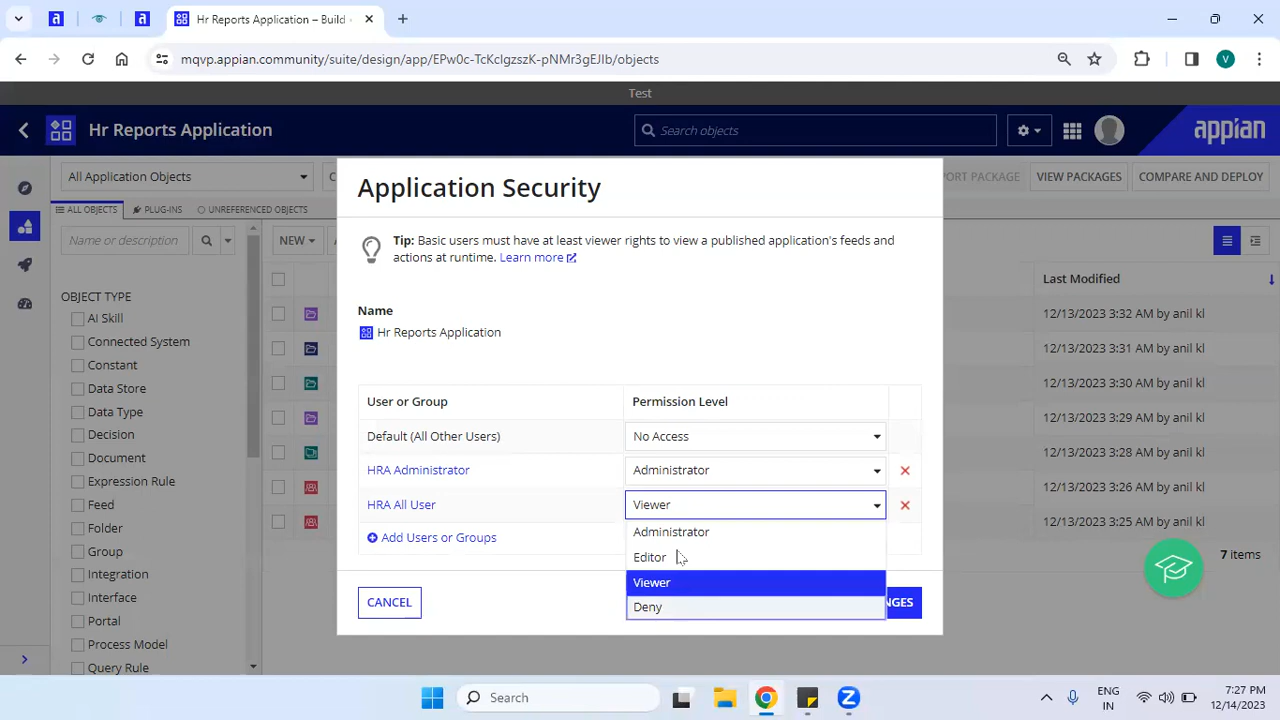 Hr Reports Application – Build
mqvp.appian.community/suite/design/app/EPw0c-TcKclgzszK-pNMr3gEJIb/objects
V
Test
Hr Reports Application
Search objects
appian
All Application Objects
PORT PACKAGE
VIEW PACKAGES
COMPARE AND DEPLOY
ALL OBJECTS
PLUG-INS
UNREFERENCED OBJECTS
Name or description
NEW
OBJECT TYPE
AI Skill
Connected System
Constant
Data Store
Data Type
Decision
Document
Expression Rule
Feed
Folder
Group
Integration
Interface
Portal
Process Model
Query Rule
Application Security
Tip: Basic users must have at least viewer rights to view a published application's feeds and
actions at runtime. Learn more
Name
Hr Reports Application
User or Group
Permission Level
Default (All Other Users)
No Access
HRA Administrator
Administrator
HRA All User
Viewer
Add Users or Groups
Administrator
Editor
Viewer
Deny
CANCEL
NGES
Last Modified
12/13/2023 3:32 AM by anil kl
12/13/2023 3:31 AM by anil kl
12/13/2023 3:30 AM by anil kl
12/13/2023 3:29 AM by anil kl
12/13/2023 3:28 AM by anil kl
12/13/2023 3:26 AM by anil kl
12/13/2023 3:25 AM by anil kl
7 items
Search
ENG
IN
7:27 PM
12/14/2023